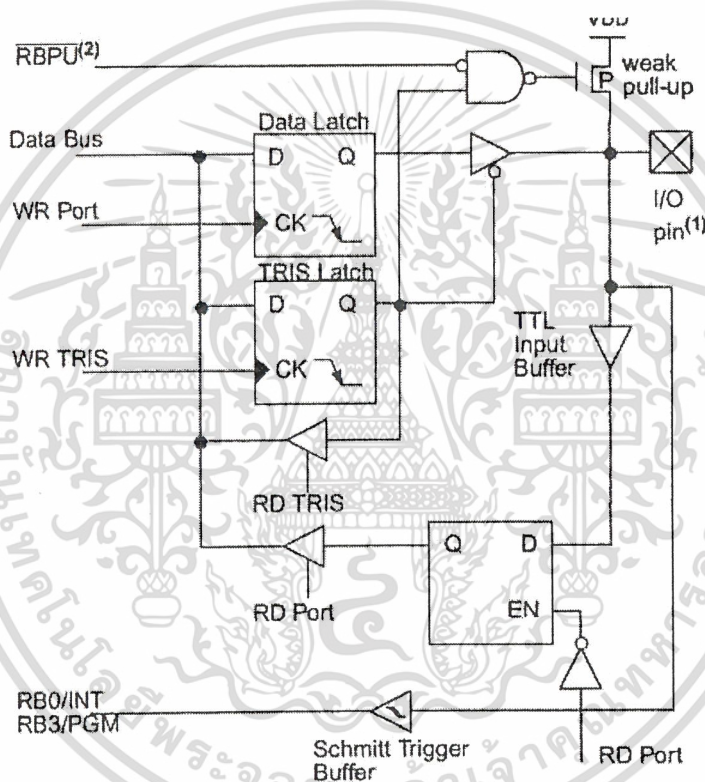 VDD
RBPU(2)
weak
pull-up
P
Data Latch
Data Bus
D Q
I/O
pin(1)
WR Port
CK
TRIS Latch
D Q
TTL
Input
Buffer
WR TRIS
CK
RD TRIS
Q D
EN
RD Port
RB0/INT
RB3/PGM
Schmitt Trigger
Buffer
RD Port